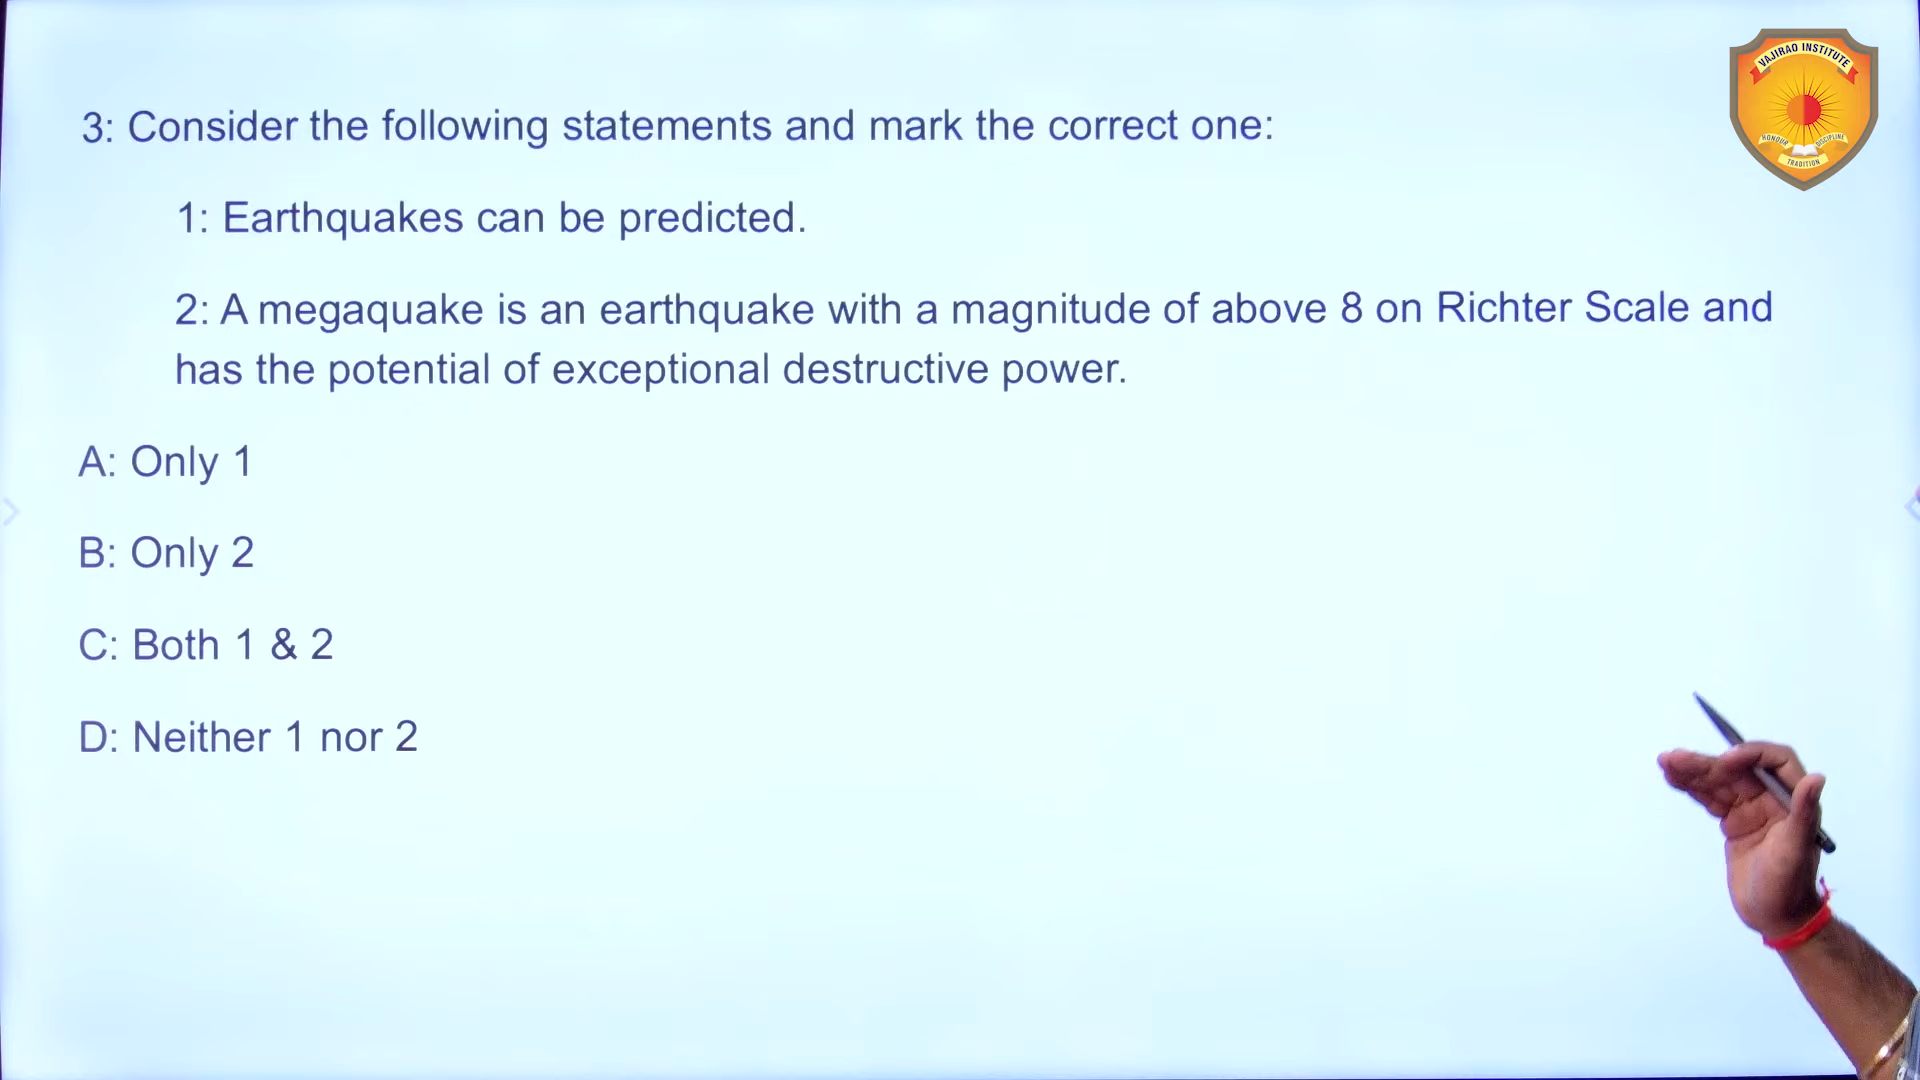 VAJIRAO INSTITUTE
HONOUR
DISCIPLINE
TRADITION
3: Consider the following statements and mark the correct one:
1: Earthquakes can be predicted.
2: A megaquake is an earthquake with a magnitude of above 8 on Richter Scale and
has the potential of exceptional destructive power.
A: Only 1
B: Only 2
C: Both 1 & 2
D: Neither 1 nor 2